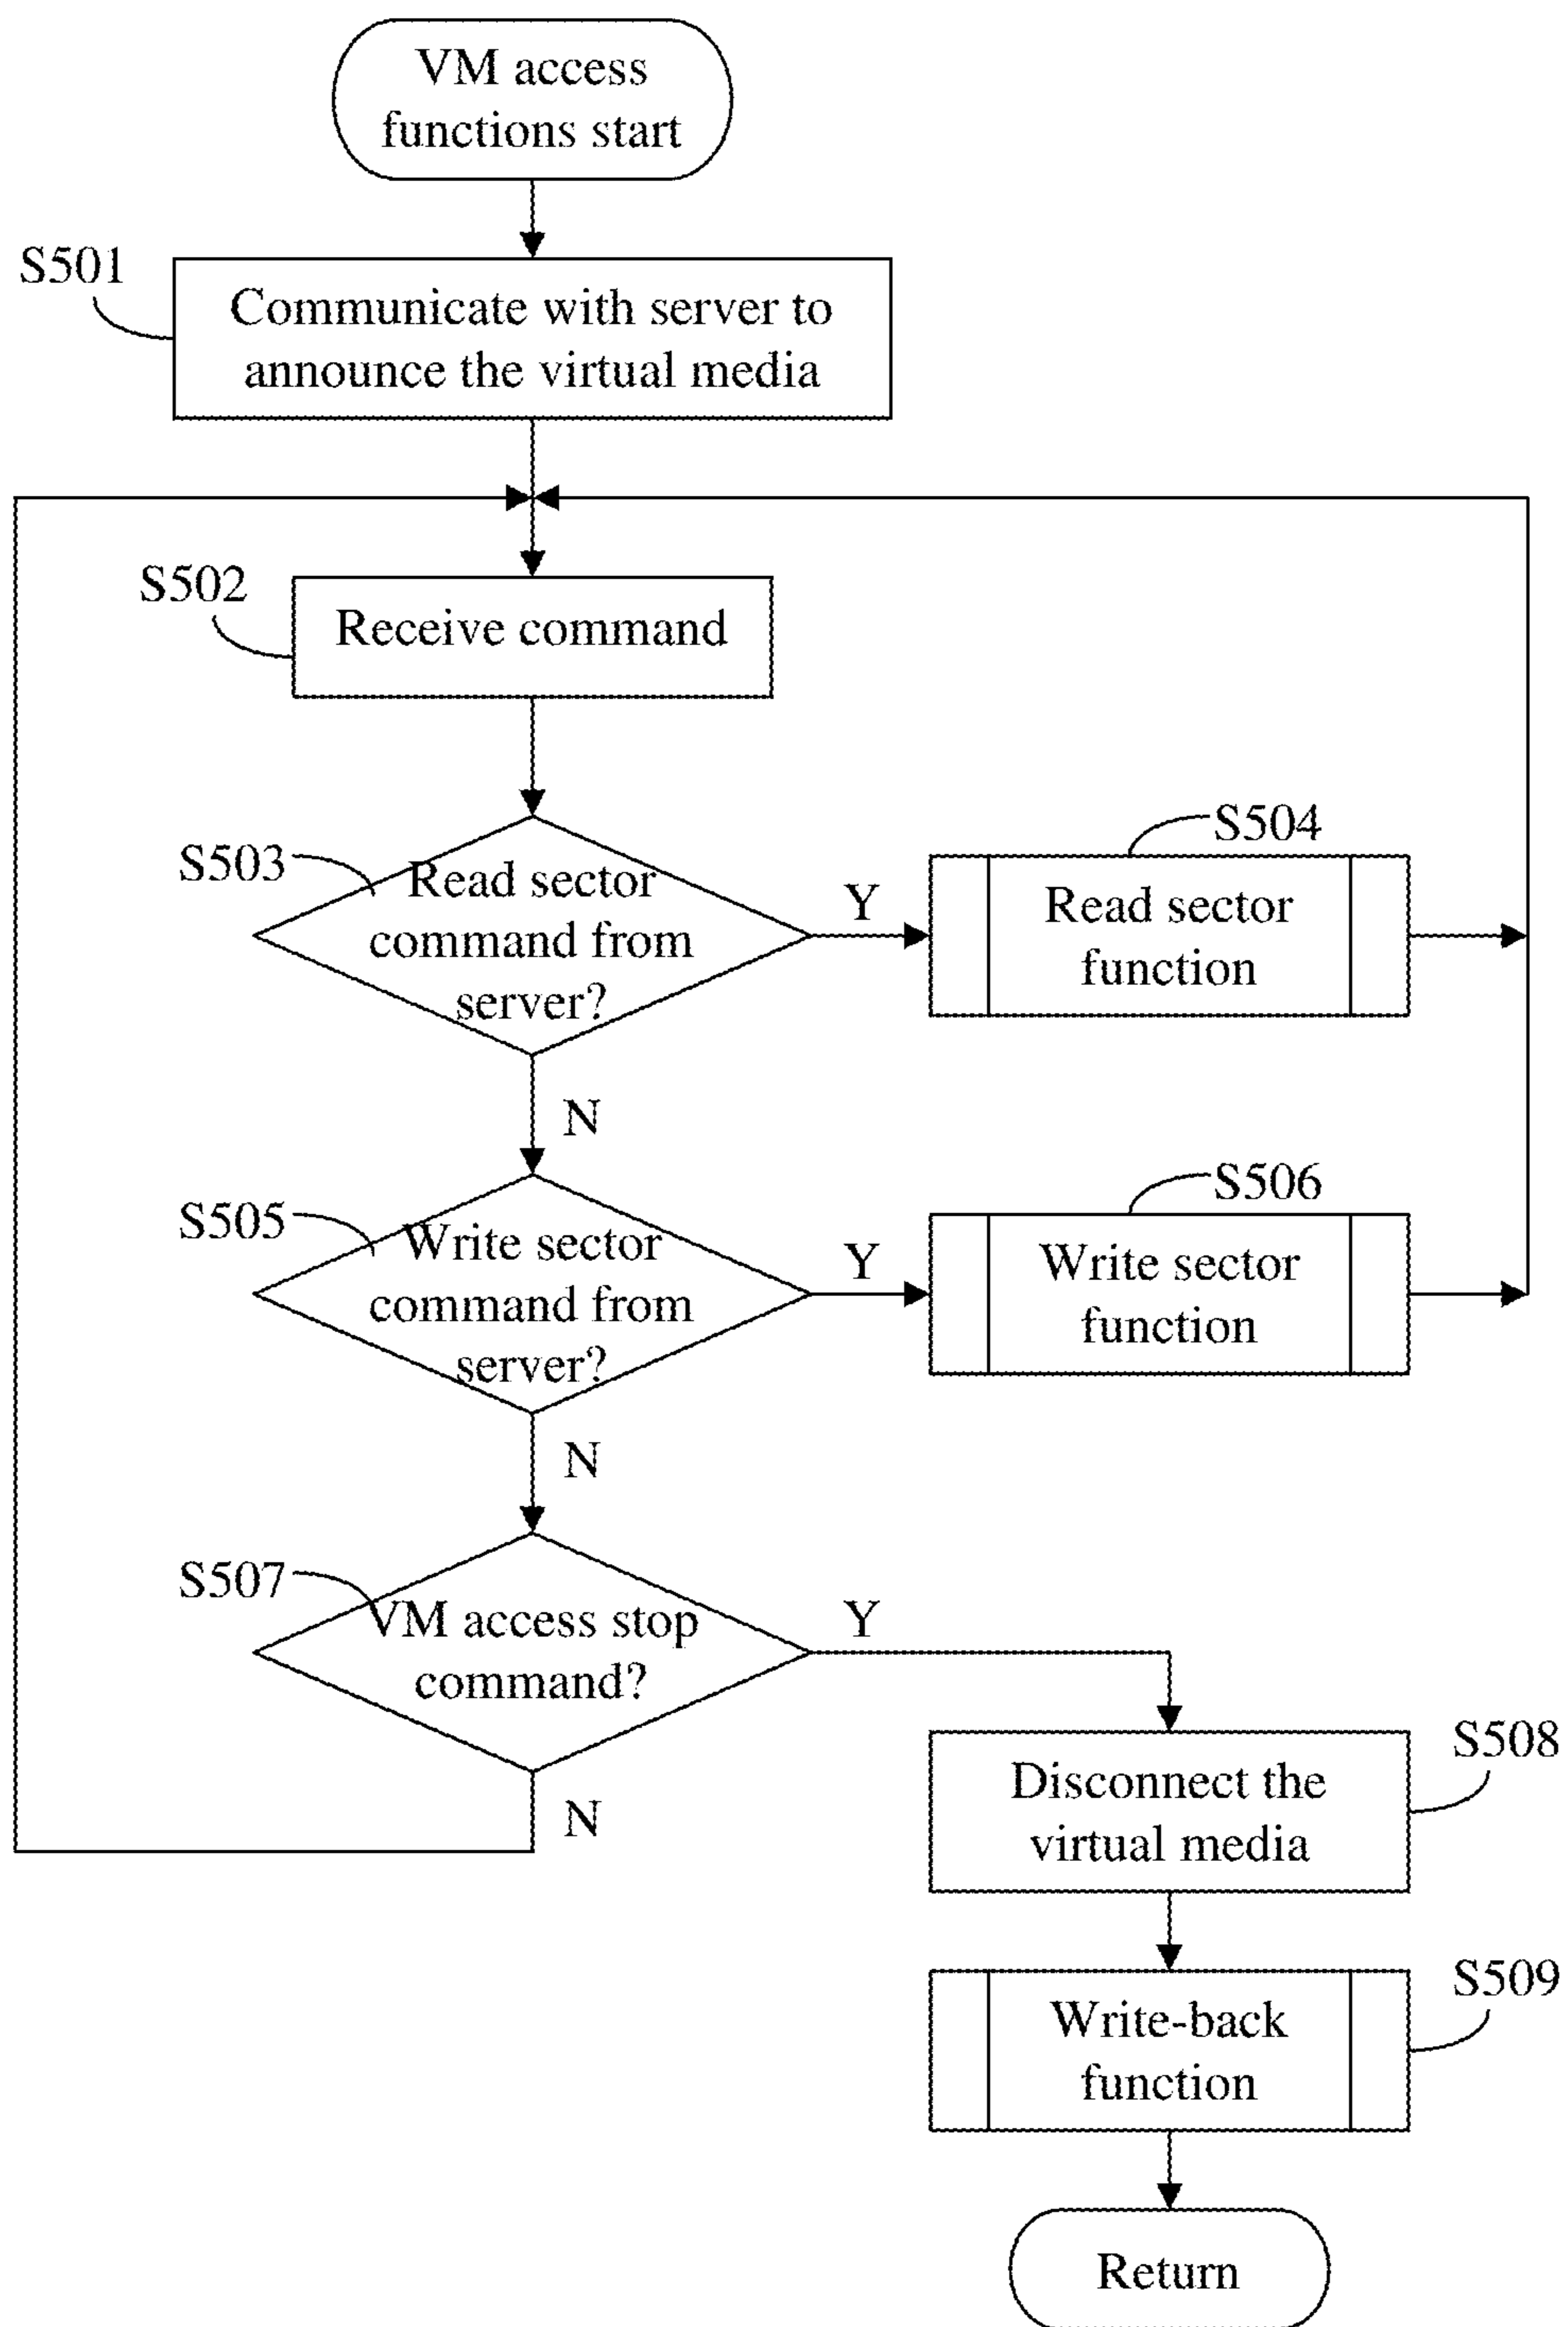 VM access
functions start
S501
Communicate with server to
announce the virtual media
S502
Receive command
S503
Read sector
command from
server?
Y
S504
Read sector
function
N
S505
Write sector
command from
server?
Y
S506
Write sector
function
N
S507
VM access stop
command?
Y
N
S508
Disconnect the
virtual media
S509
Write-back
function
Return